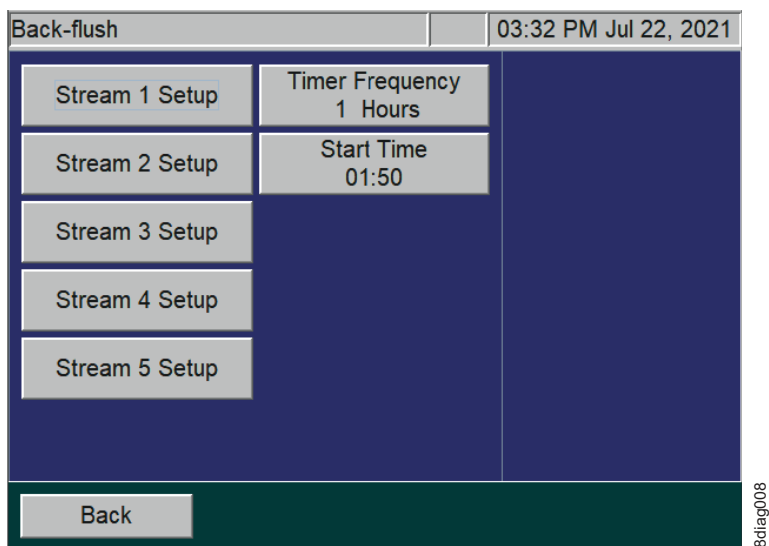 Back-flush
03:32 PM Jul 22, 2021
Stream 1 Setup
Timer Frequency
1 Hours
Stream 2 Setup
Start Time
01:50
Stream 3 Setup
Stream 4 Setup
Stream 5 Setup
Back
8diag008